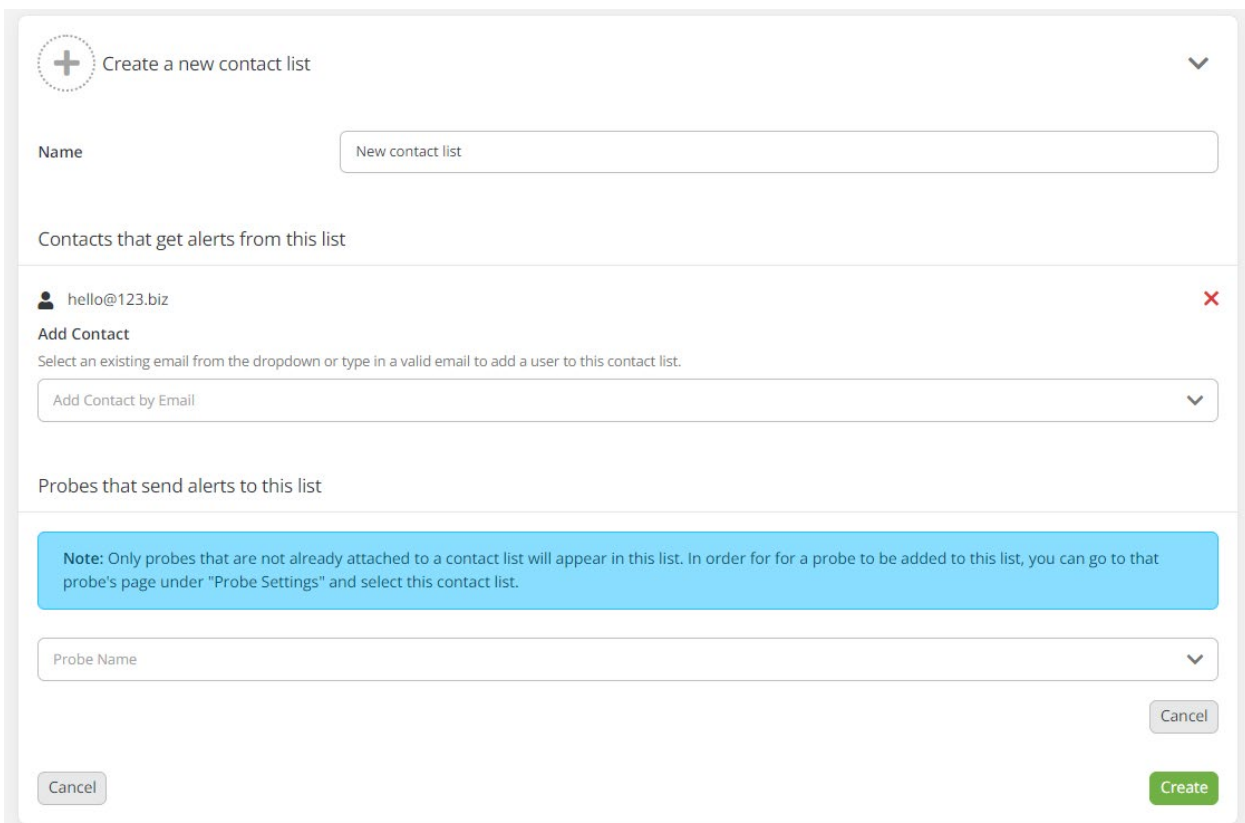 Create a new contact list
Name
New contact list
Contacts that get alerts from this list
hello@123.biz
Add Contact
Select an existing email from the dropdown or type in a valid email to add a user to this contact list.
Add Contact by Email
Probes that send alerts to this list
Note: Only probes that are not already attached to a contact list will appear in this list. In order for for a probe to be added to this list, you can go to that
probe's page under "Probe Settings" and select this contact list.
Probe Name
Cancel
Cancel
Create